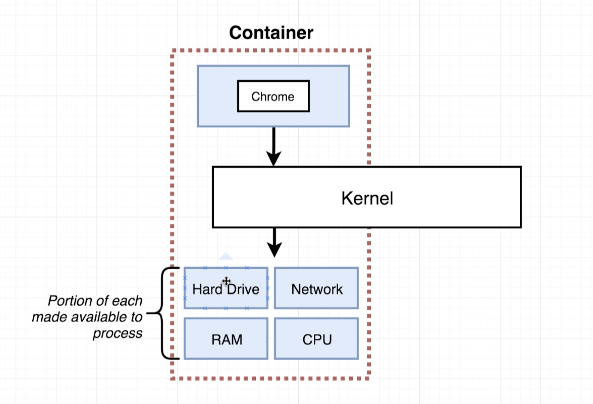 Container
Chrome
Kernel
Hard Drive
Network
Portion of each
made available to
process
RAM
CPU